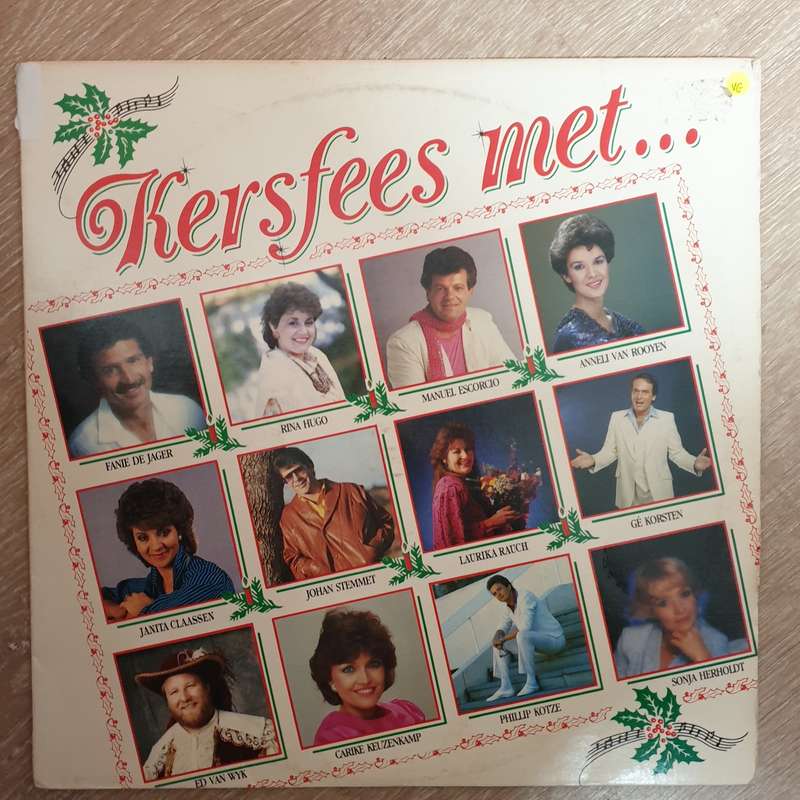 Kersfees met...
VG
FANIE DE JAGER
RINA HUGO
MANUEL ESCORCIO
ANNELI VAN ROOYEN
JANITA CLAASSEN
JOHAN STEMMET
LAURIKA RAUCH
GÉ KORSTEN
ED VAN WYK
CARIKE KEUZENKAMP
PHILLIP KOTZE
SONJA HERHOLDT